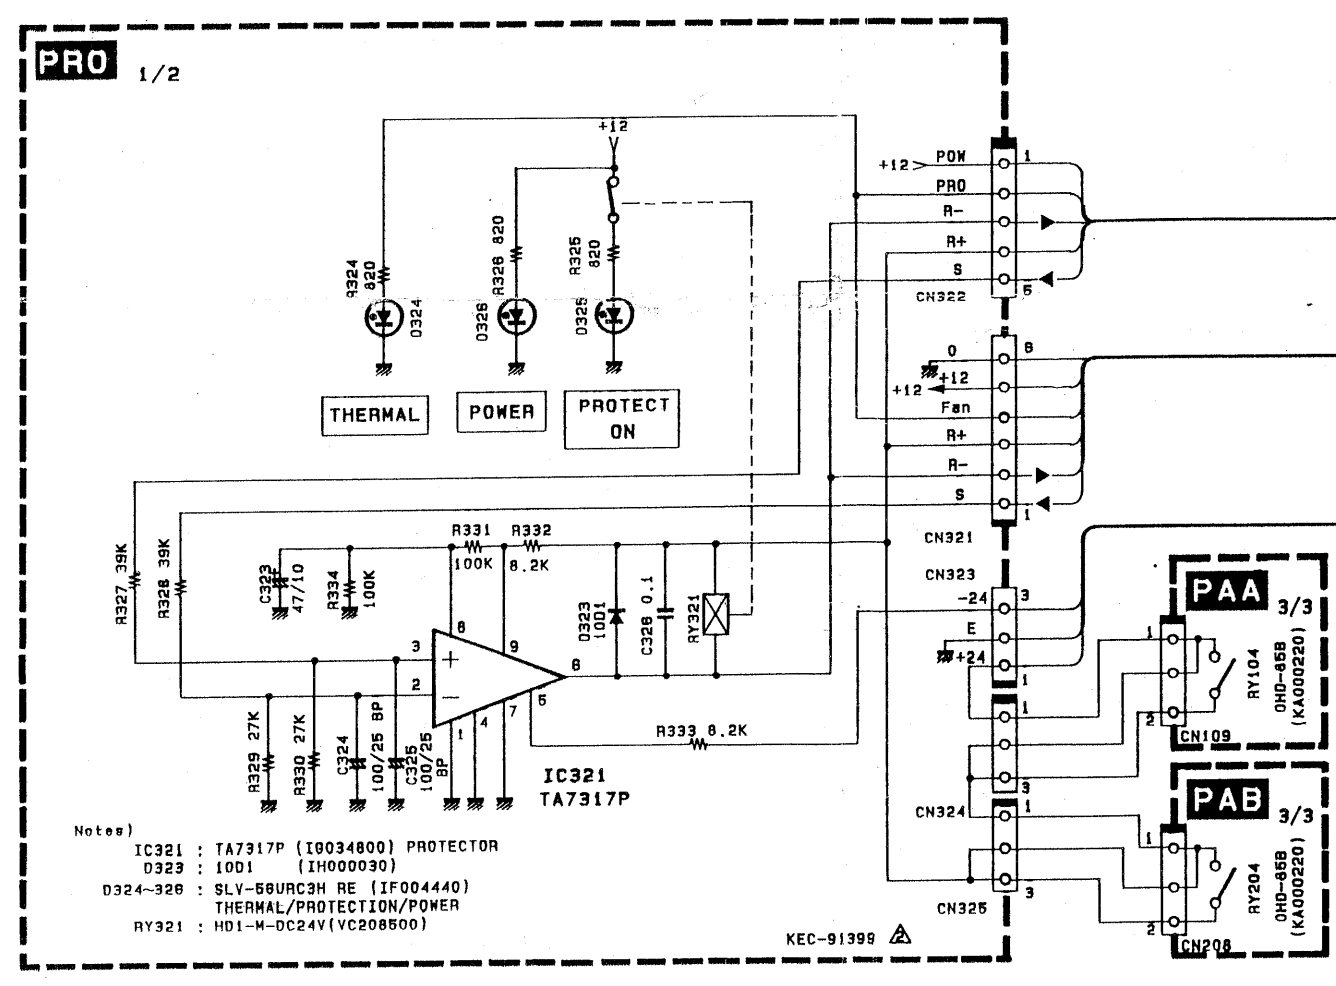 PRO 1/2
+12
+12 POW 1
PRO
R-
R+
S
CN322 5
R324 820
D324
R326 820
D326
R325 820
D325
THERMAL
POWER
PROTECT
ON
0 6
+12 +12
Fan
R+
R-
S
1
CN321
CN323
-24 3
E
+24
1
R327 39K
R328 39K
C323 47/10
R334 100K
R331
100K
R332
8.2K
D323 10D1
C326 0.1
RY321
3 + 8 9 6
2 - 1 4 7 5
R329 27K
R330 27K
C324 100/25 BP
C325 100/25 BP
R333 8.2K
IC321
TA7317P
1
3
CN324
1
3
CN325
PAA 3/3
1
2
CN109
RY104
OHD-85B
(KA000220)
PAB 3/3
1
2
CN208
RY204
OHD-85B
(KA000220)
Notes)
IC321 : TA7317P (IG034800) PROTECTOR
D323 : 10D1 (IH000030)
D324~326 : SLV-56URC3H RE (IF004440)
THERMAL/PROTECTION/POWER
RY321 : HD1-M-DC24V(VC208500)
KEC-91399 2